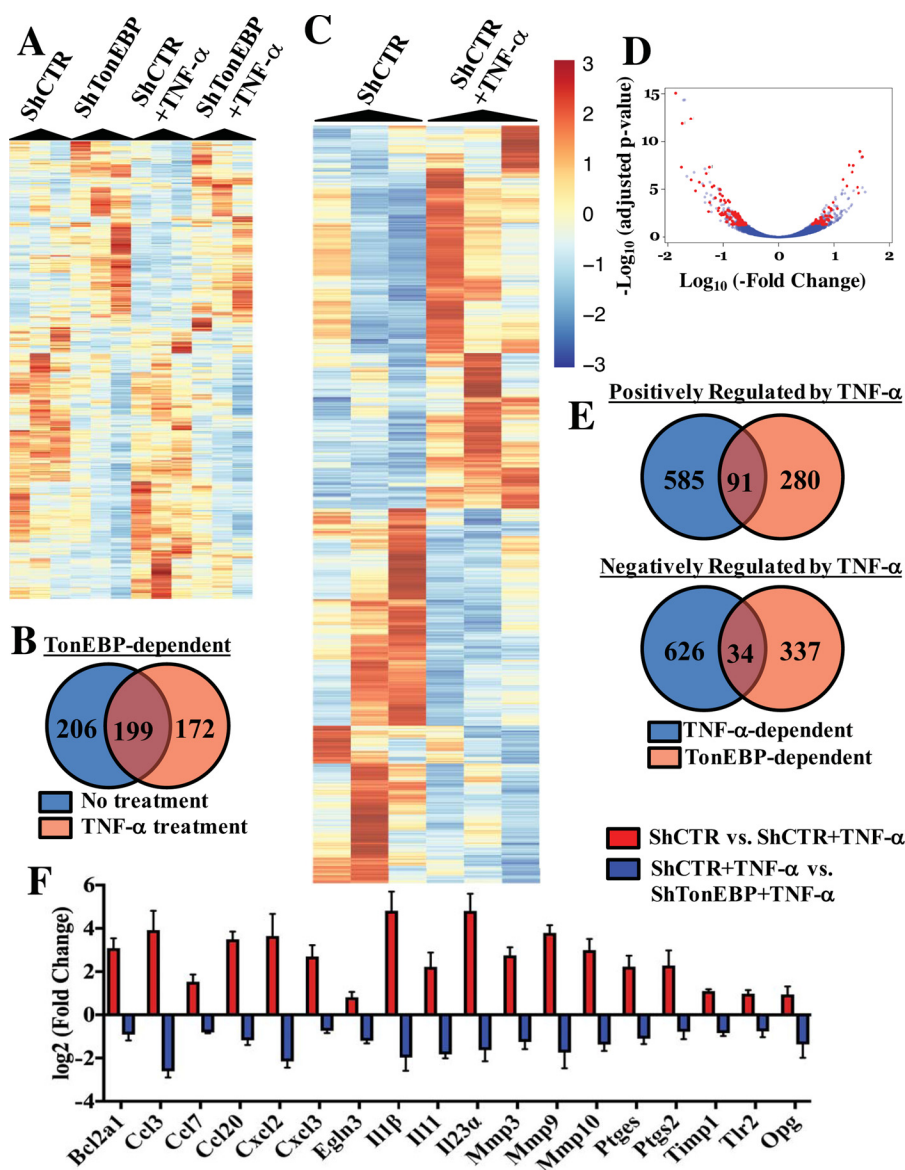 A
ShCTR
ShTonEBP
ShCTR
+TNF-α
ShTonEBP
+TNF-α
B
TonEBP-dependent
206
199
172
No treatment
TNF-α treatment
C
ShCTR
ShCTR
+TNF-α
3
2
1
0
−1
−2
−3
D
15
10
5
0
-2
-1
0
1
2
-Log10 (adjusted p-value)
Log10 (-Fold Change)
E
Positively Regulated by TNF-α
585
91
280
Negatively Regulated by TNF-α
626
34
337
TNF-α-dependent
TonEBP-dependent
F
ShCTR vs. ShCTR+TNF-α
ShCTR+TNF-α vs.
ShTonEBP+TNF-α
log2 (Fold Change)
6
4
2
0
-2
-4
Bcl2a1
Ccl3
Ccl7
Ccl20
Cxcl2
Cxcl3
Egln3
Il1β
Il11
Il23α
Mmp3
Mmp9
Mmp10
Ptges
Ptgs2
Timp1
Tlr2
Opg